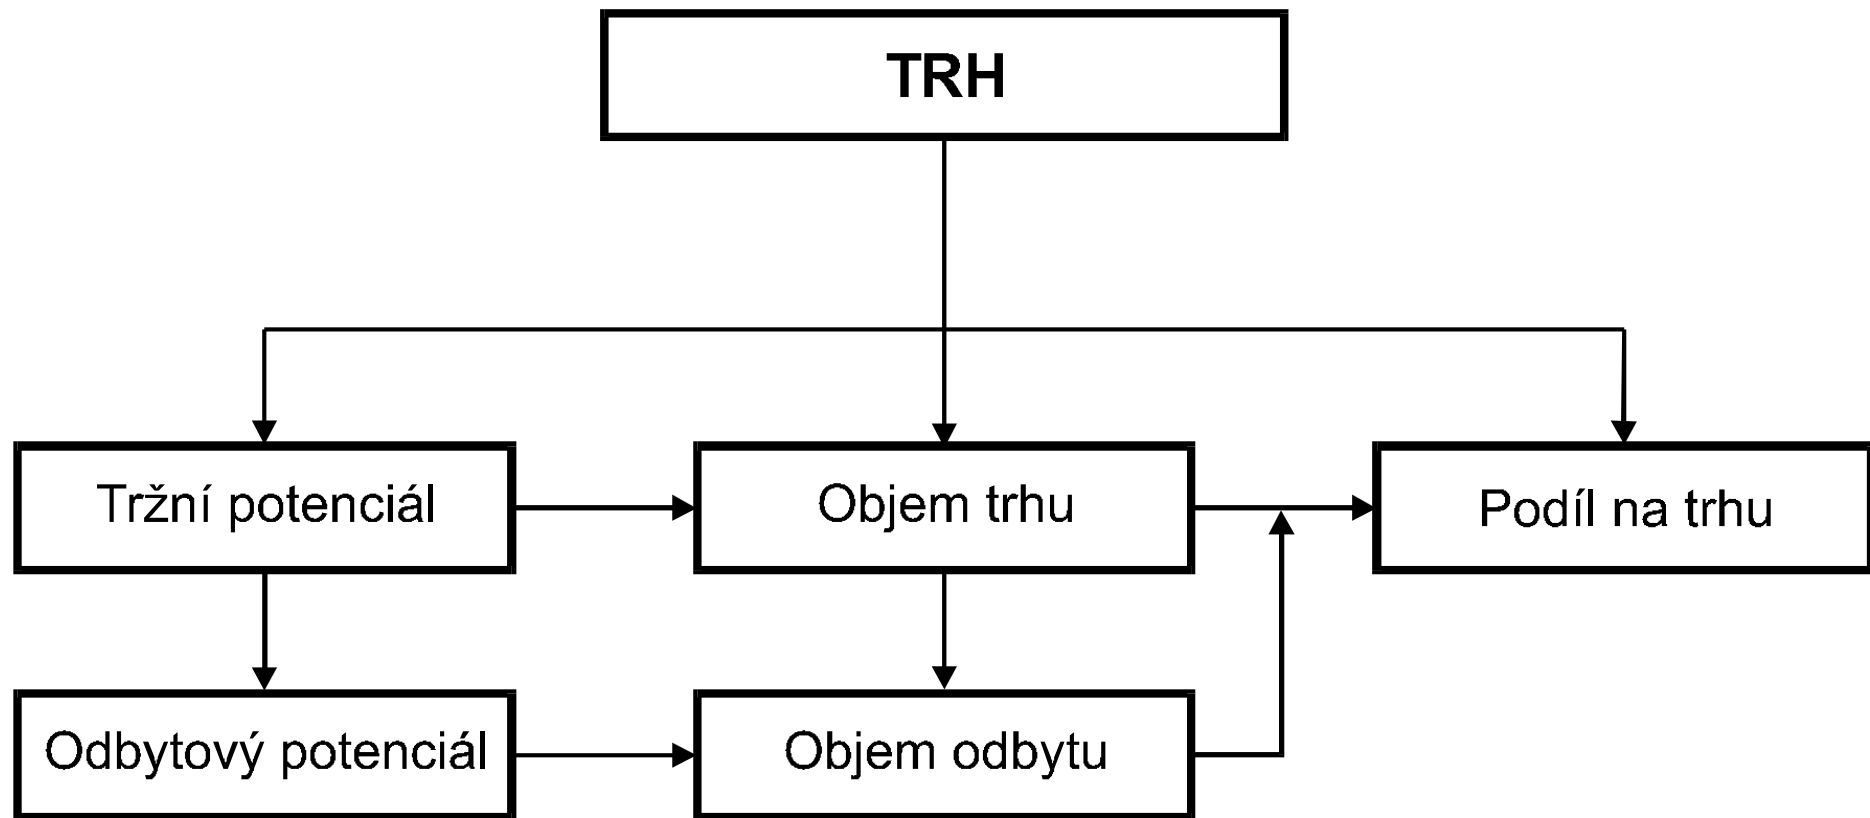 TRH
Tržní potenciál
Objem trhu
Podíl na trhu
Odbytový potenciál
Objem odbytu